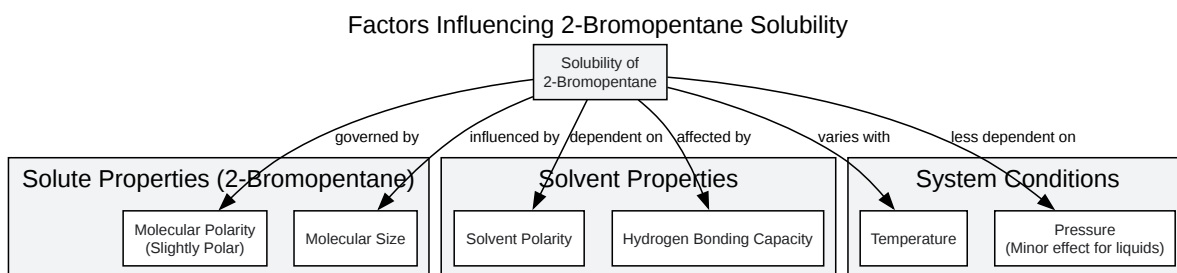 Factors Influencing 2-Bromopentane Solubility
Solubility of
2-Bromopentane
governed by
influenced by
dependent on
affected by
varies with
less dependent on
Solute Properties (2-Bromopentane)
Solvent Properties
System Conditions
Molecular Polarity
(Slightly Polar)
Molecular Size
Solvent Polarity
Hydrogen Bonding Capacity
Temperature
Pressure
(Minor effect for liquids)